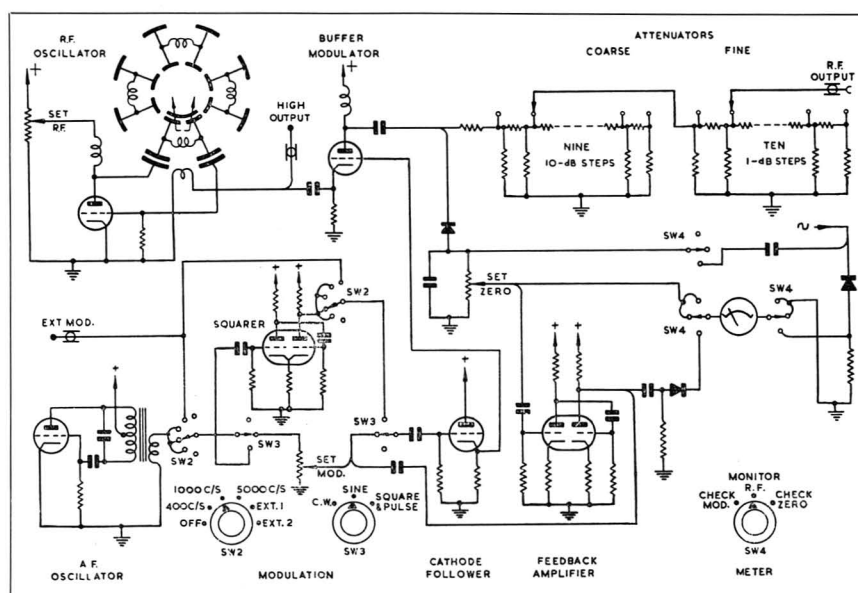 R.F.
OSCILLATOR
BUFFER
MODULATOR
ATTENUATORS
COARSE
FINE
R.F.
OUTPUT
+
+
SET
R.F.
HIGH
OUTPUT
NINE
10-dB STEPS
TEN
1-dB STEPS
SW4
~
SET
ZERO
SW4
SW4
+ +
SW2
SQUARER
EXT MOD.
+
+
+ +
SW2
SW3
SET
MOD.
SW3
1000C/S
5000C/S
400C/S
EXT.1
OFF
EXT. 2
SW2
SINE
C.W.
SQUARE
& PULSE
SW3
MONITOR
R.F.
CHECK
MOD.
CHECK
ZERO
SW4
A.F.
OSCILLATOR
MODULATION
CATHODE
FOLLOWER
FEEDBACK
AMPLIFIER
METER